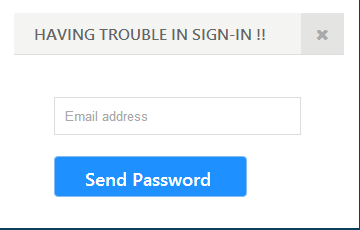 HAVING TROUBLE IN SIGN-IN !!
Email address
Send Password